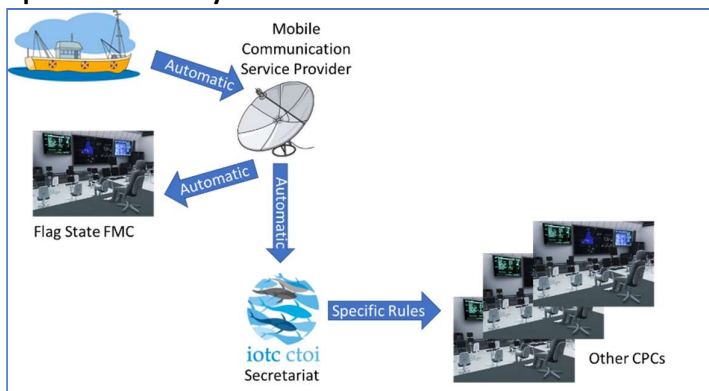 Mobile
Communication
Service Provider
Automatic
Automatic
Automatic
Flag State FMC
iotc ctoi
Secretariat
Specific Rules
Other CPCs